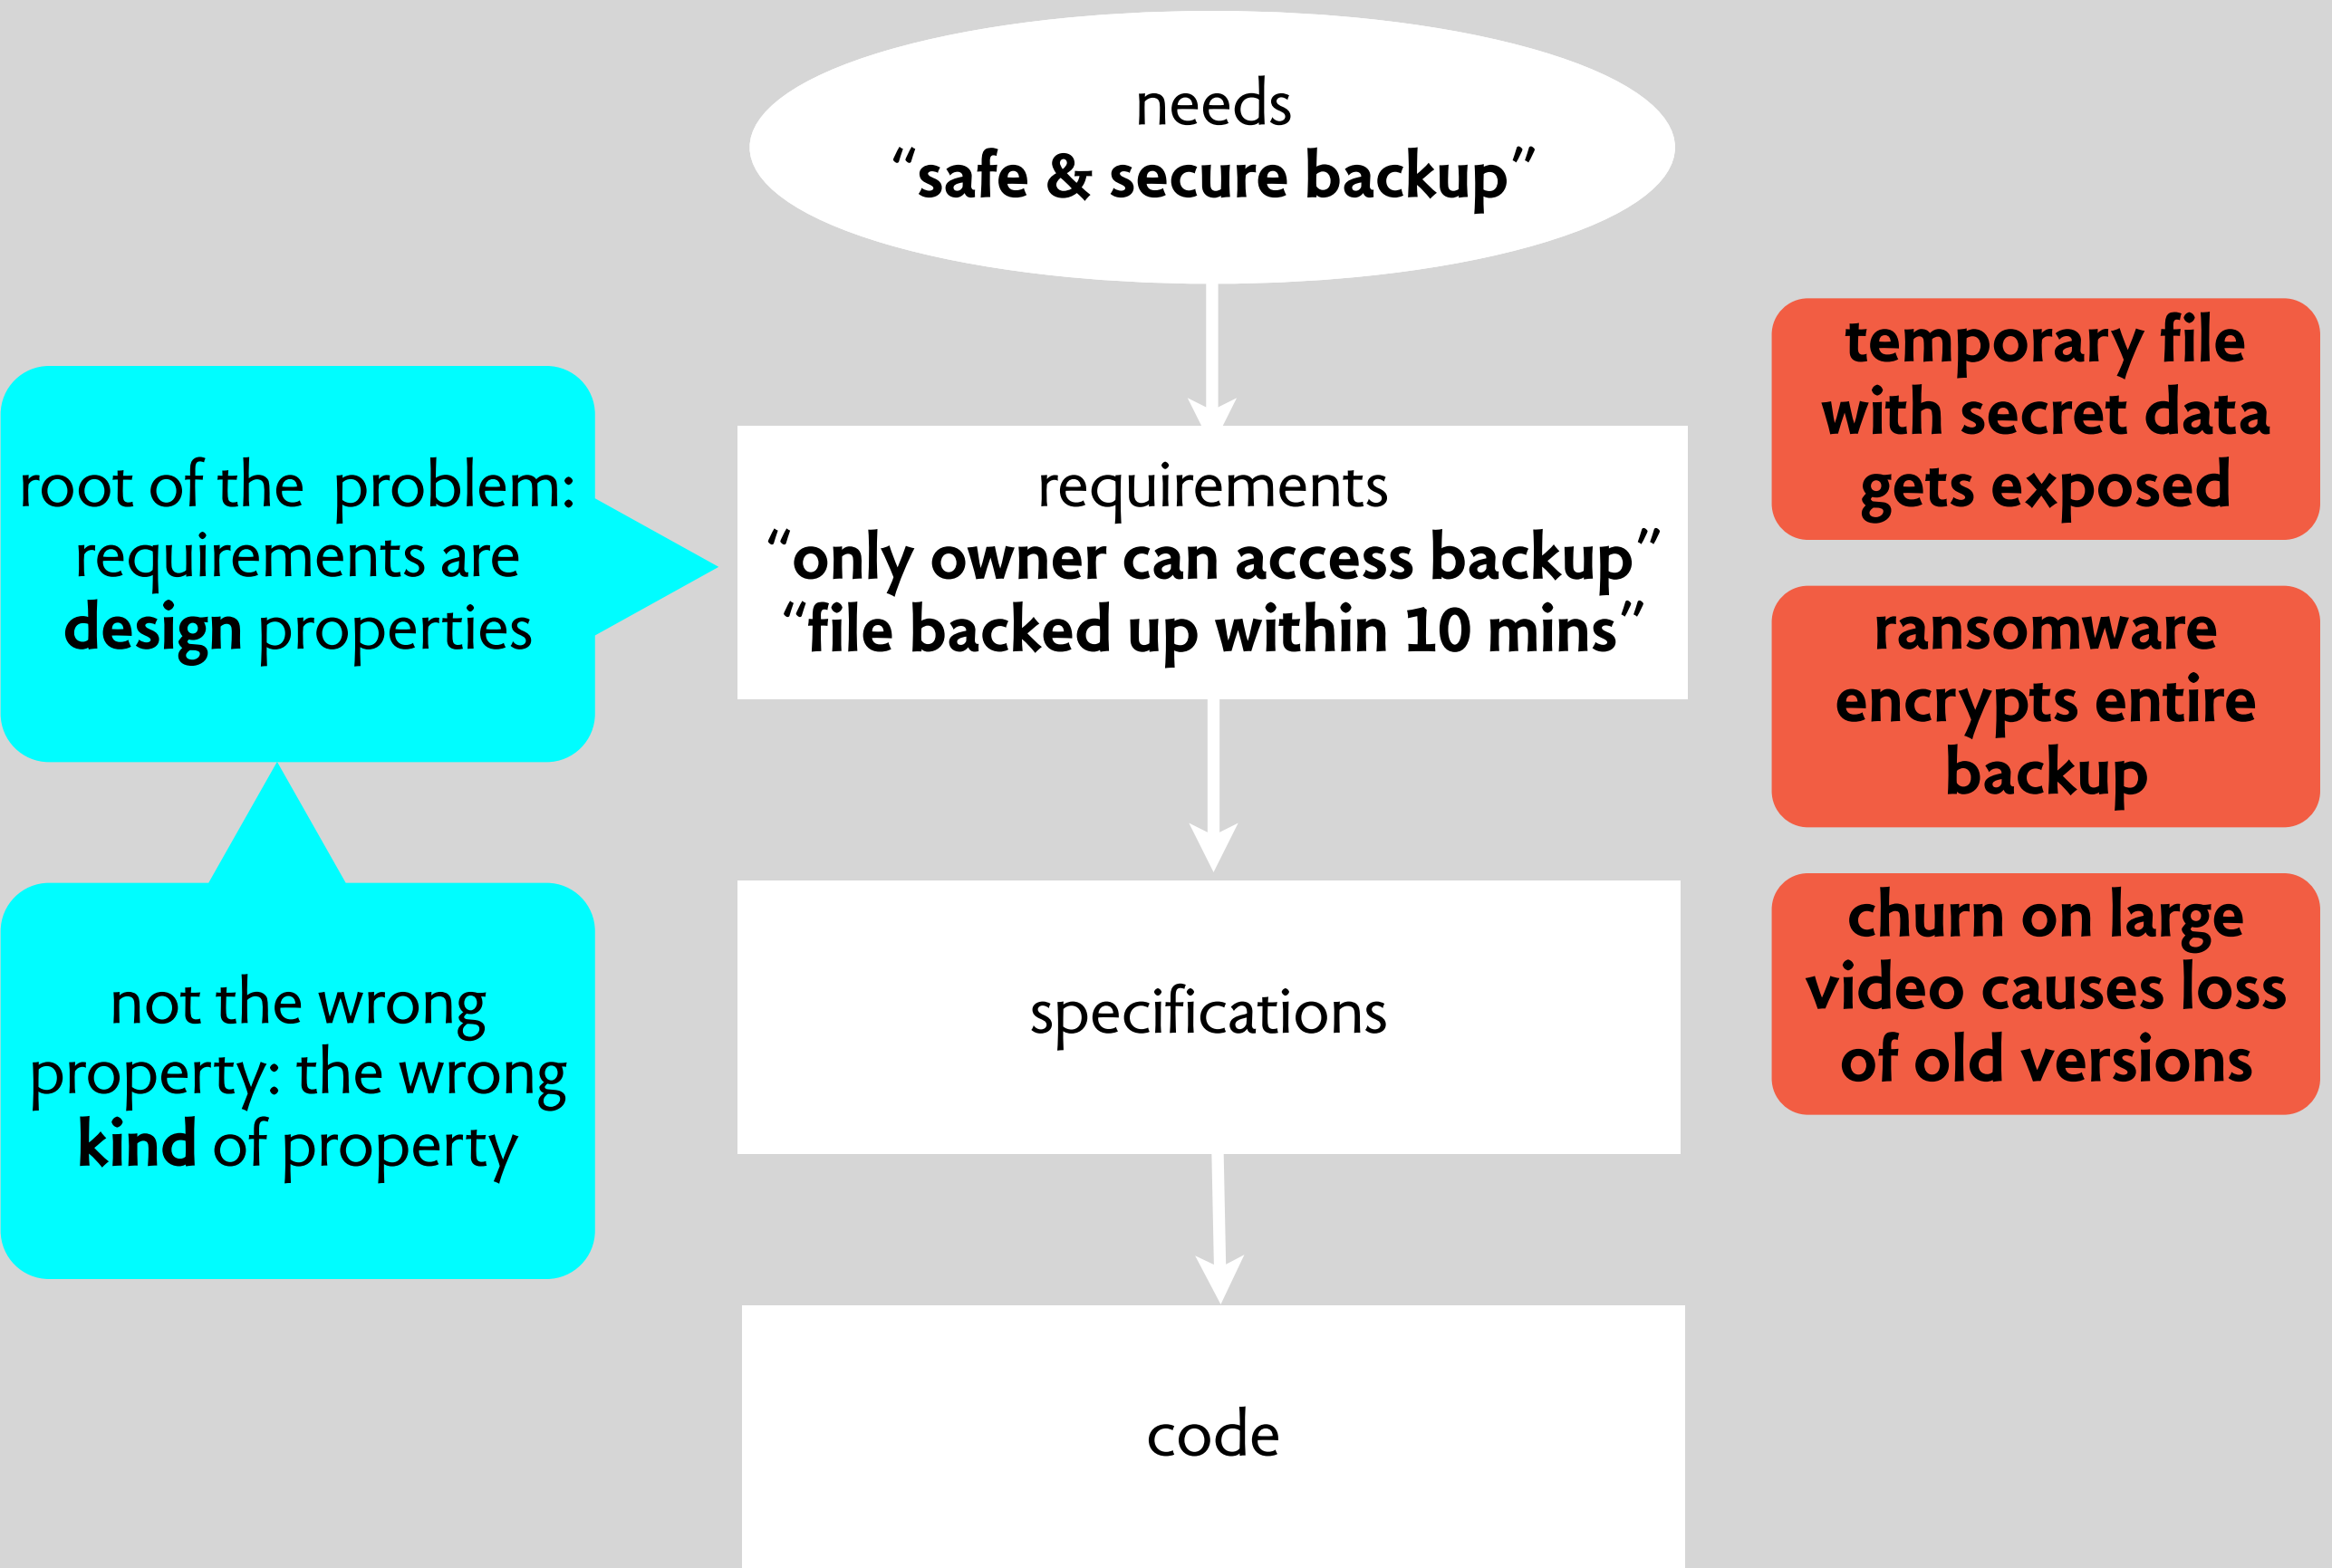 needs
“safe & secure backup”
requirements
“only owner can access backup”
“file backed up within 10 mins”
specifications
code
root of the problem:
requirements are
design properties
not the wrong
property: the wrong
kind of property
temporary file
with secret data
gets exposed
ransomware
encrypts entire
backup
churn on large
video causes loss
of old versions